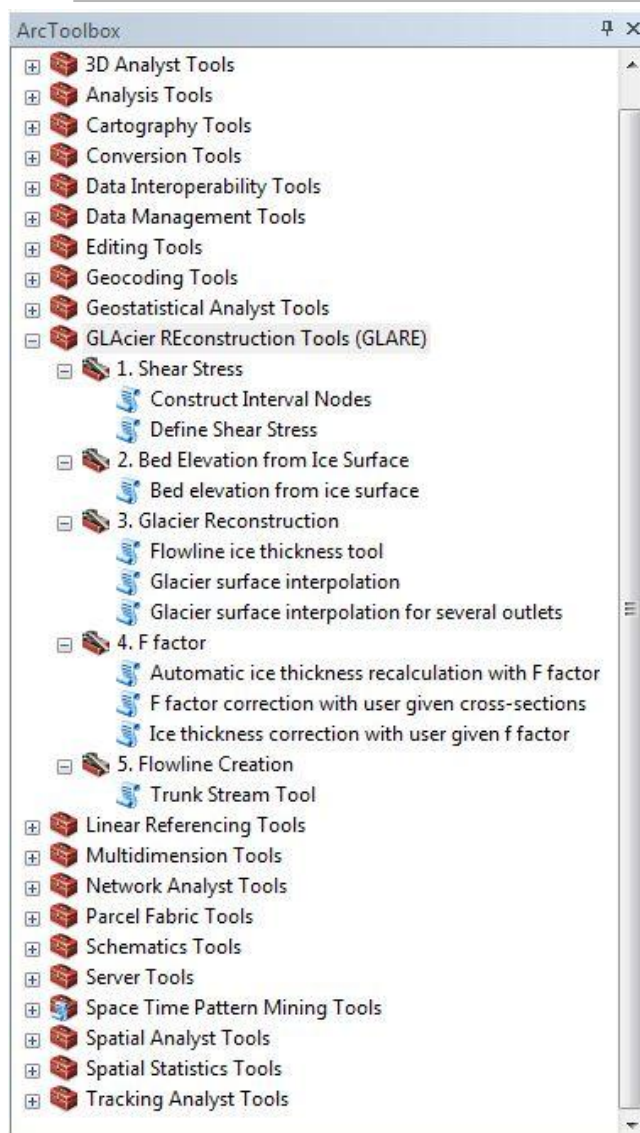 ArcToolbox
3D Analyst Tools
Analysis Tools
Cartography Tools
Conversion Tools
Data Interoperability Tools
Data Management Tools
Editing Tools
Geocoding Tools
Geostatistical Analyst Tools
GLAcier REconstruction Tools (GLARE)
1. Shear Stress
Construct Interval Nodes
Define Shear Stress
2. Bed Elevation from Ice Surface
Bed elevation from ice surface
3. Glacier Reconstruction
Flowline ice thickness tool
Glacier surface interpolation
Glacier surface interpolation for several outlets
4. F factor
Automatic ice thickness recalculation with F factor
F factor correction with user given cross-sections
Ice thickness correction with user given f factor
5. Flowline Creation
Trunk Stream Tool
Linear Referencing Tools
Multidimension Tools
Network Analyst Tools
Parcel Fabric Tools
Schematics Tools
Server Tools
Space Time Pattern Mining Tools
Spatial Analyst Tools
Spatial Statistics Tools
Tracking Analyst Tools